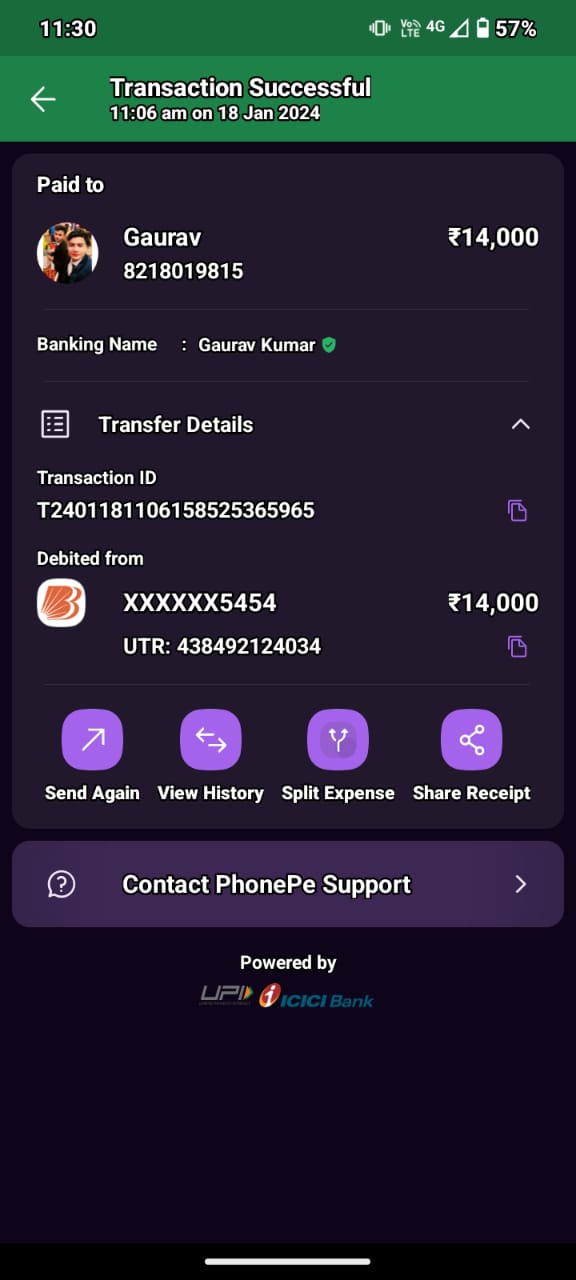 11:30
Vo LTE 4G 57%
Transaction Successful
11:06 am on 18 Jan 2024
Paid to
Gaurav ₹14,000
8218019815
Banking Name : Gaurav Kumar
Transfer Details
Transaction ID
T2401181106158525365965
Debited from
XXXXXX5454 ₹14,000
UTR: 438492124034
Send Again View History Split Expense Share Receipt
Contact PhonePe Support
Powered by
UPI ICICI Bank